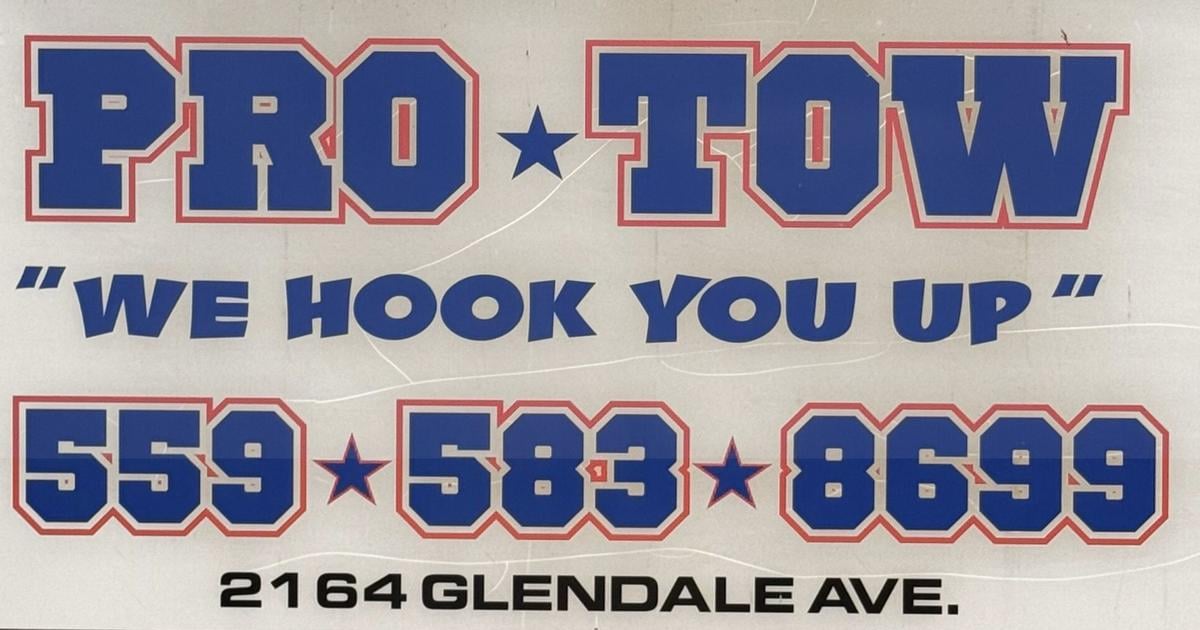 PRO ★ TOW
"WE HOOK YOU UP"
559 ★ 583 ★ 8699
2164 GLENDALE AVE.